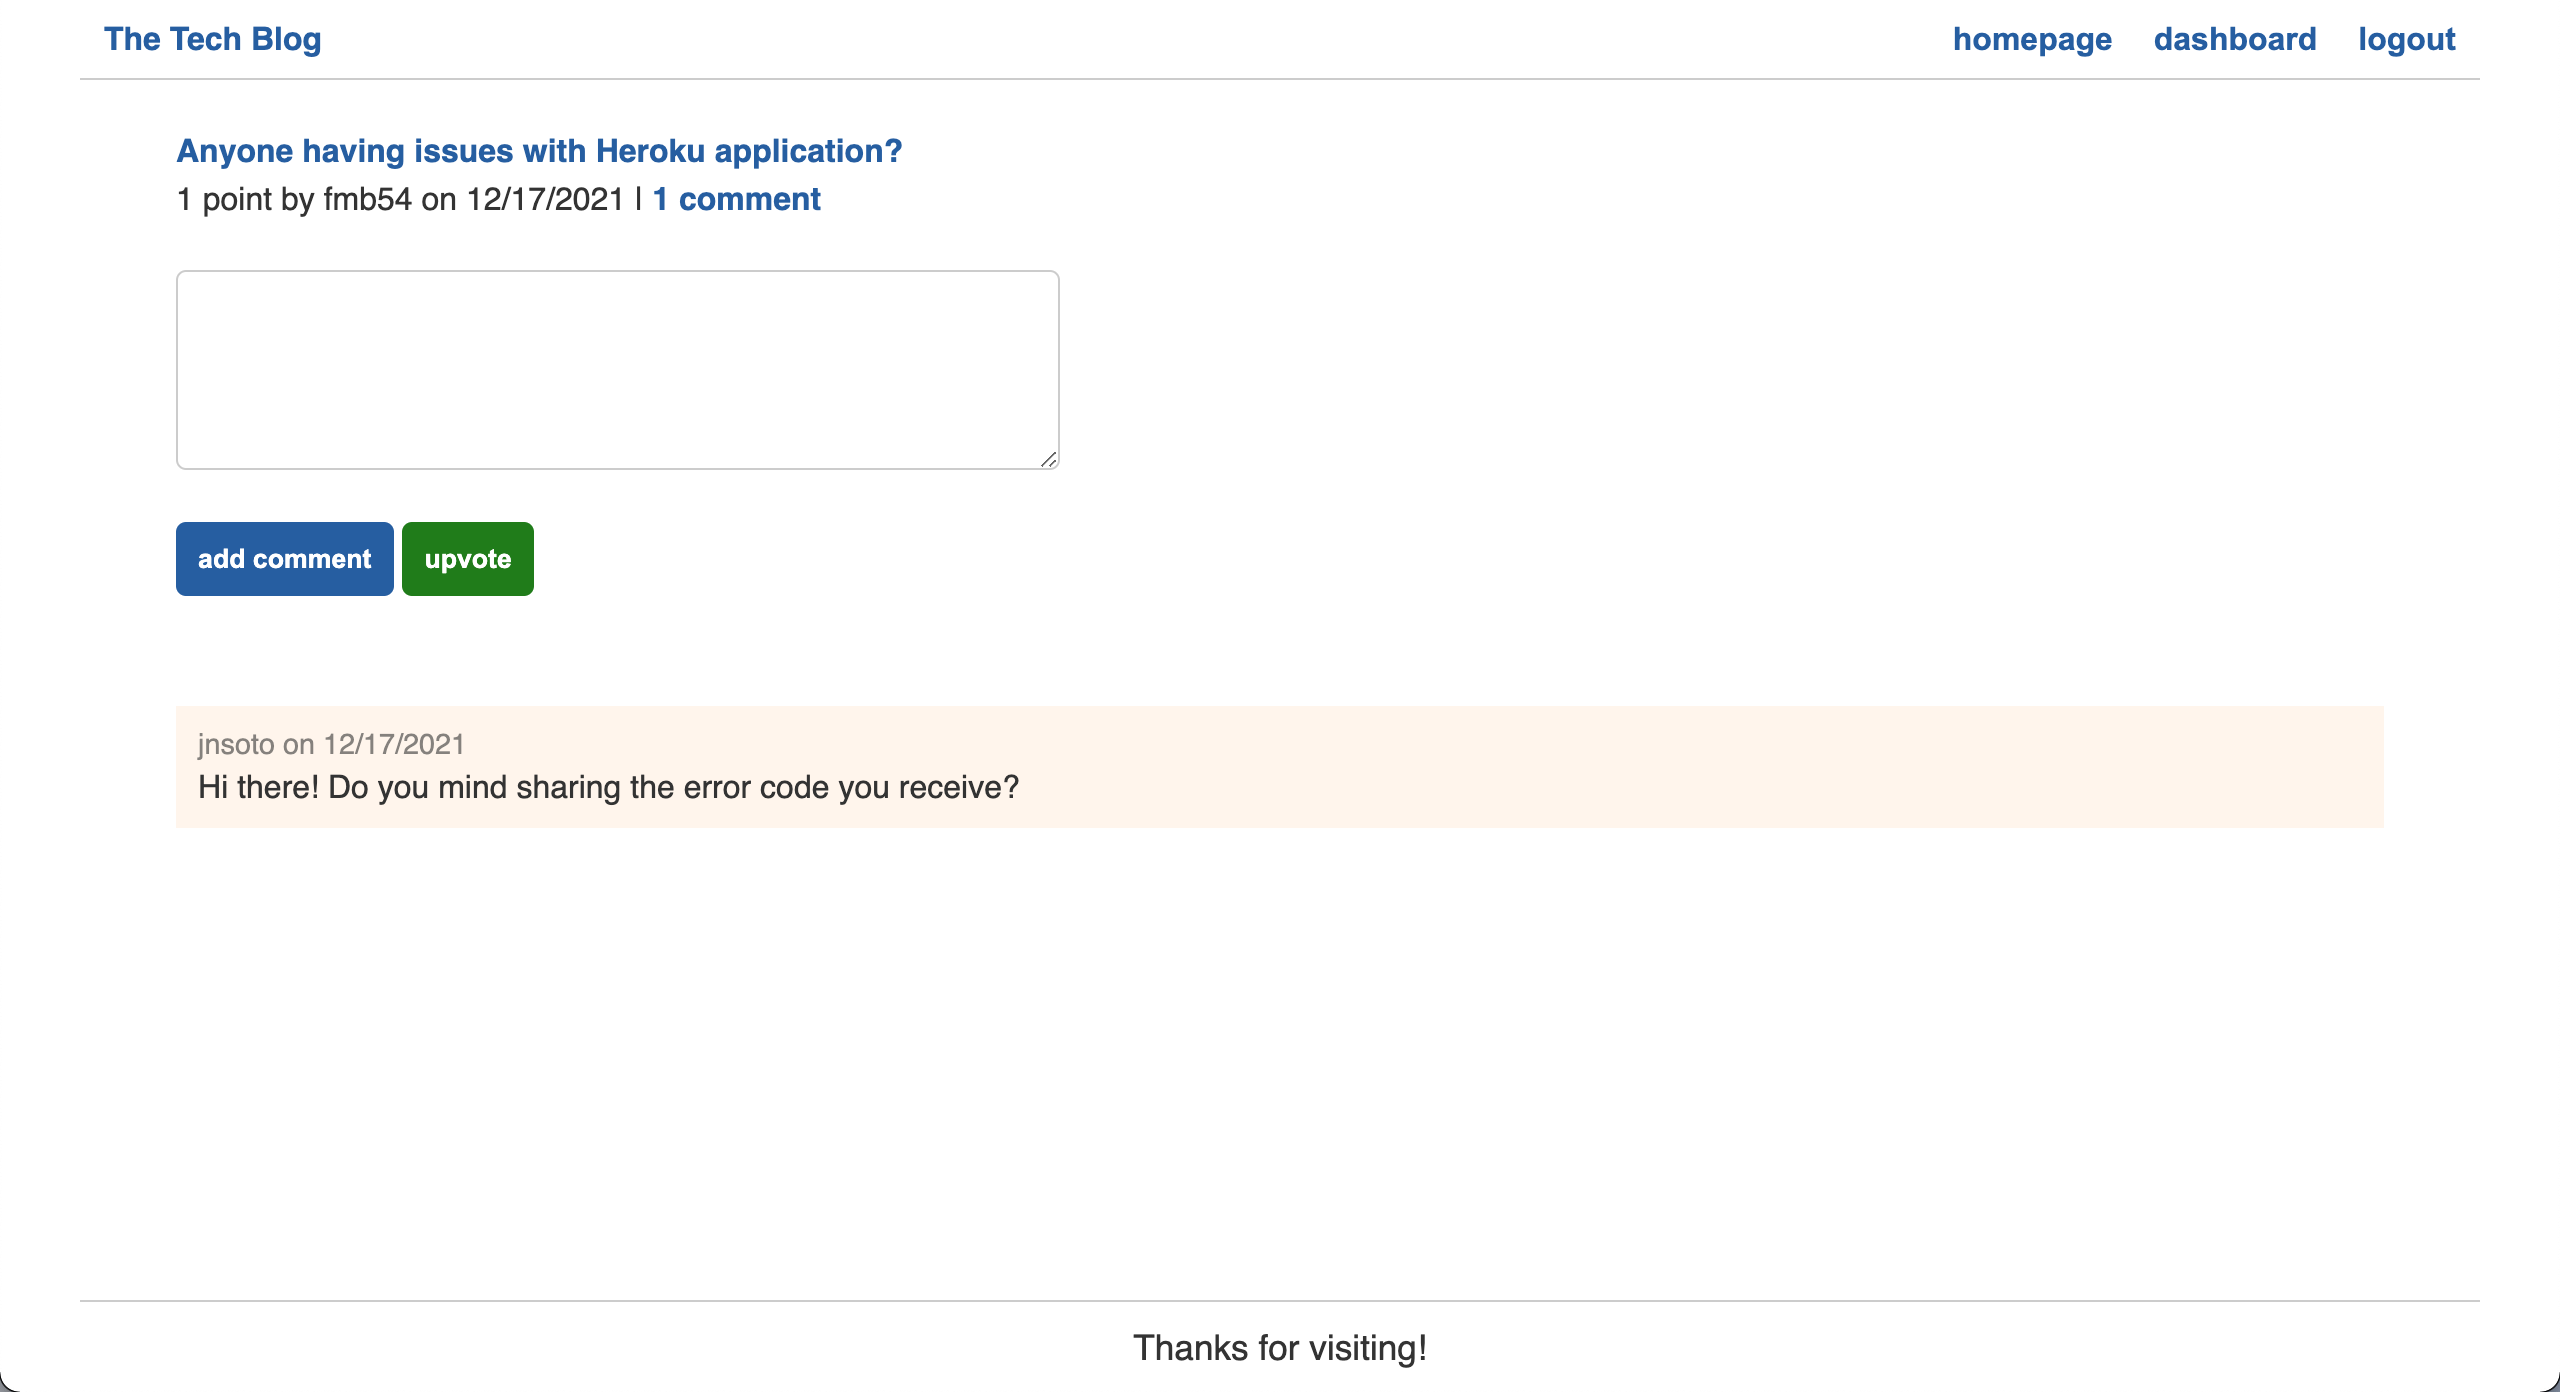 The Tech Blog homepage dashboard logout
Anyone having issues with Heroku application?
1 point by fmb54 on 12/17/2021 | 1 comment
add comment upvote
jnsoto on 12/17/2021
Hi there! Do you mind sharing the error code you receive?
Thanks for visiting!